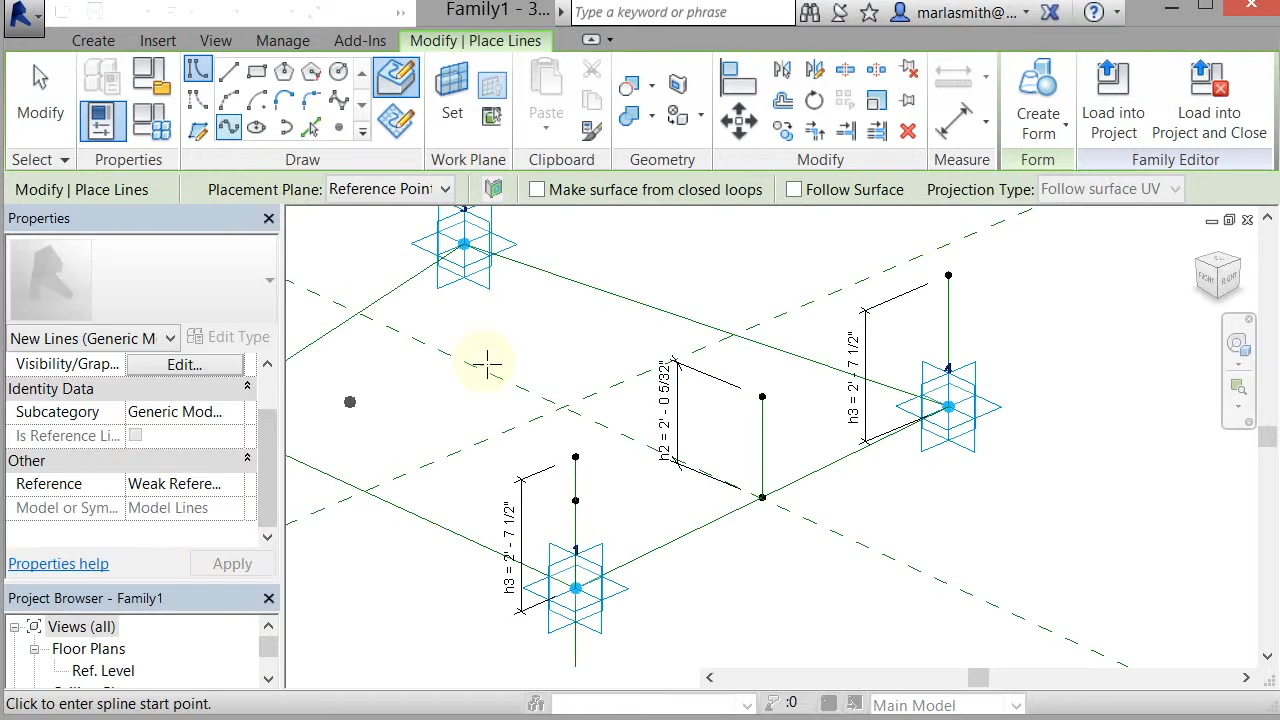 Family1 - 3...
Type a keyword or phrase
marlasmith@...
Create Insert View Manage Add-Ins Modify | Place Lines
Modify
Set
Paste
Create Form
Load into Project
Load into Project and Close
Select Properties Draw Work Plane Clipboard Geometry Modify Measure Form Family Editor
Modify | Place Lines Placement Plane: Reference Point Make surface from closed loops Follow Surface Projection Type: Follow surface UV
Properties
New Lines (Generic M Edit Type
Visibility/Grap... Edit...
Identity Data
Subcategory Generic Mod...
Is Reference Li...
Other
Reference Weak Refere...
Model or Sym... Model Lines
Properties help Apply
Project Browser - Family1
Views (all)
Floor Plans
Ref. Level
h3 = 2' - 7 1/2"
h2 = 2' - 0 5/32"
h3 = 2' - 7 1/2"
1
4
RIGHT
Click to enter spline start point.
:0
Main Model